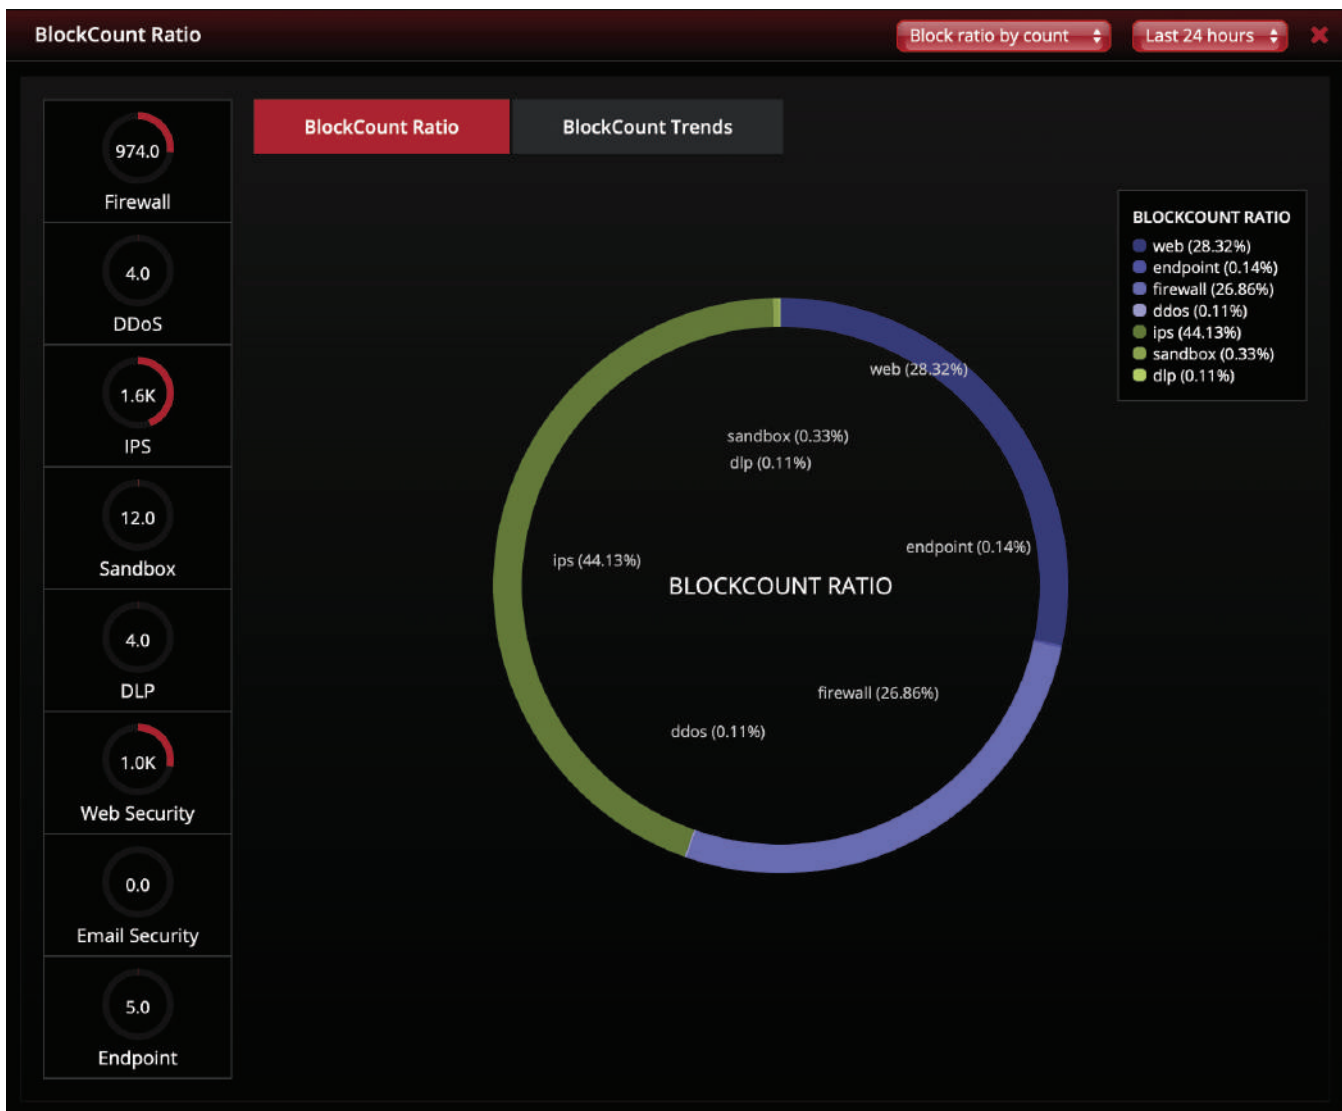 BlockCount Ratio
Block ratio by count
Last 24 hours
974.0
Firewall
4.0
DDoS
1.6K
IPS
12.0
Sandbox
4.0
DLP
1.0K
Web Security
0.0
Email Security
5.0
Endpoint
BlockCount Ratio
BlockCount Trends
BLOCKCOUNT RATIO
web (28.32%)
endpoint (0.14%)
firewall (26.86%)
ddos (0.11%)
ips (44.13%)
sandbox (0.33%)
dlp (0.11%)
web (28.32%)
sandbox (0.33%)
dlp (0.11%)
endpoint (0.14%)
ips (44.13%)
BLOCKCOUNT RATIO
firewall (26.86%)
ddos (0.11%)